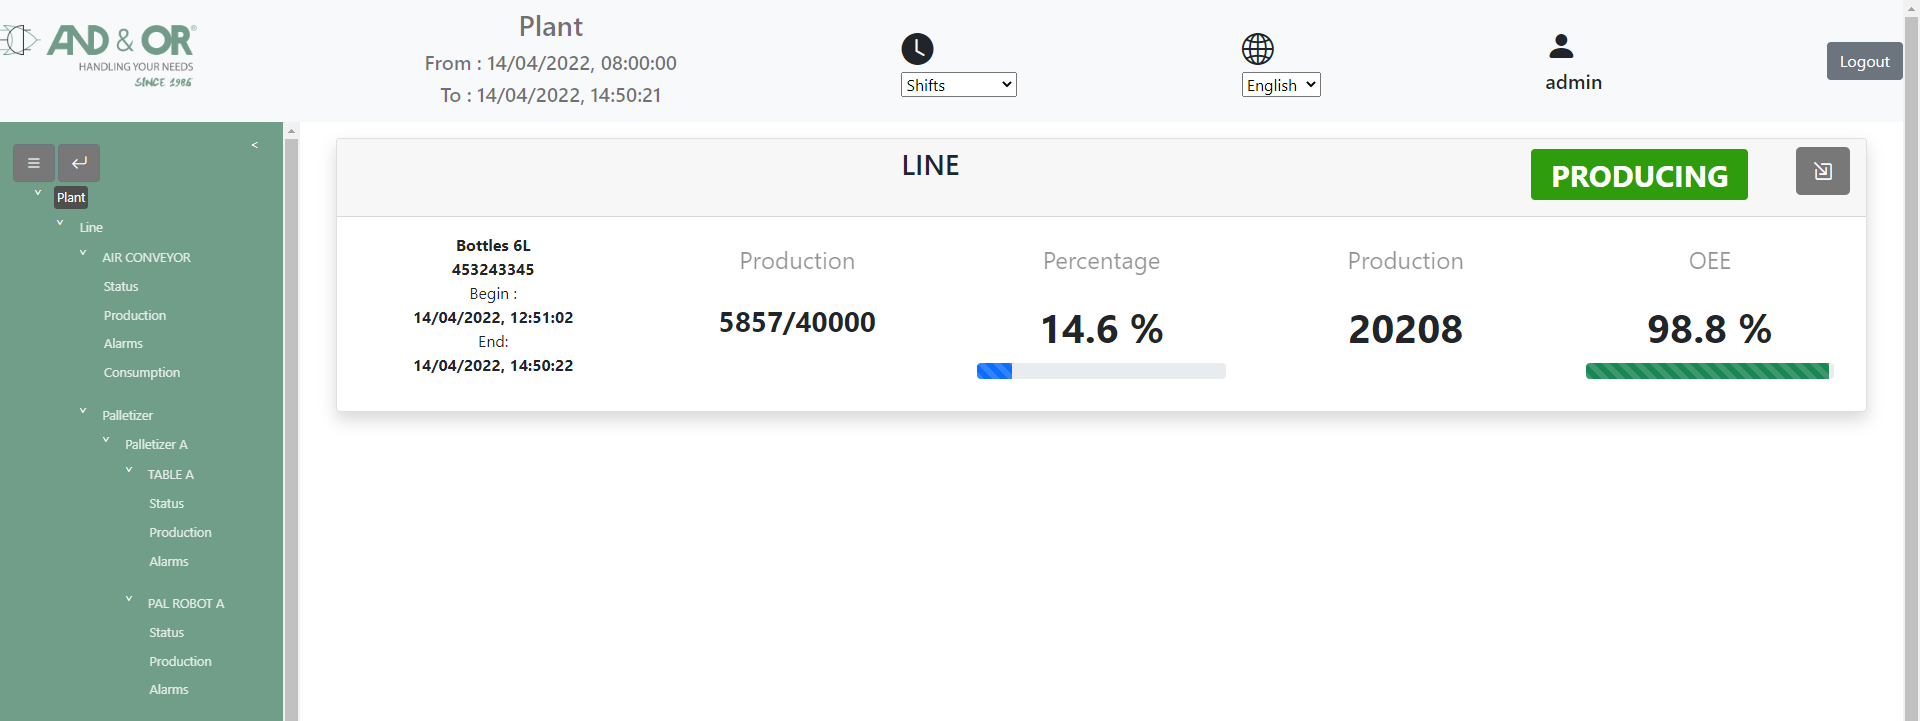 AND & OR®
HANDLING YOUR NEEDS
SINCE 1986
Plant
From : 14/04/2022, 08:00:00
To : 14/04/2022, 14:50:21
Shifts
English
admin
Logout
<
Plant
Line
AIR CONVEYOR
Status
Production
Alarms
Consumption
Palletizer
Palletizer A
TABLE A
Status
Production
Alarms
PAL ROBOT A
Status
Production
Alarms
LINE
PRODUCING
Bottles 6L
453243345
Begin :
14/04/2022, 12:51:02
End:
14/04/2022, 14:50:22
Production
5857/40000
Percentage
14.6 %
Production
20208
OEE
98.8 %